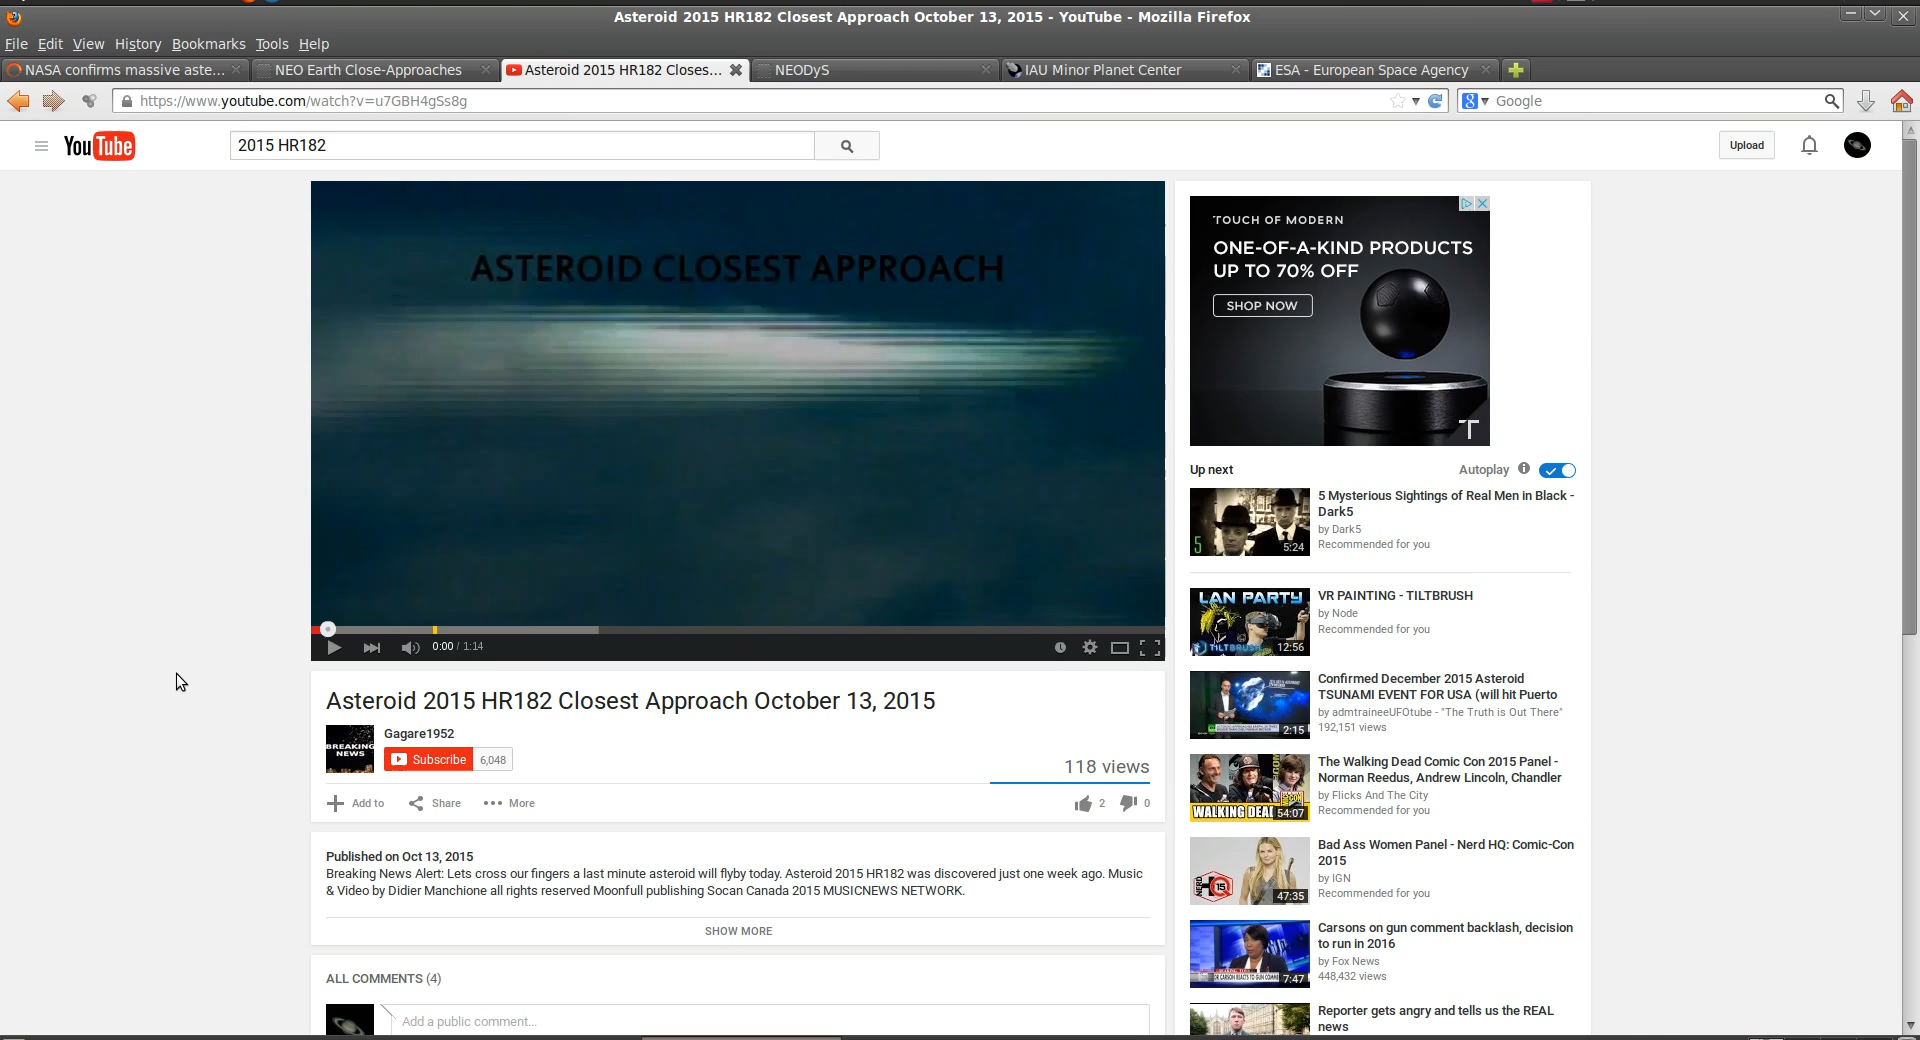 Asteroid 2015 HR182 Closest Approach October 13, 2015 - YouTube - Mozilla Firefox
File Edit View History Bookmarks Tools Help
NASA confirms massive aste... NEO Earth Close-Approaches Asteroid 2015 HR182 Closes... NEODyS IAU Minor Planet Center ESA - European Space Agency
https://www.youtube.com/watch?v=u7GBH4gSs8g Google
YouTube 2015 HR182 Upload
ASTEROID CLOSEST APPROACH
0:00 / 1:14
Asteroid 2015 HR182 Closest Approach October 13, 2015
BREAKING
NEWS
Gagare1952
Subscribe 6,048
118 views
Add to Share More 2 0
Published on Oct 13, 2015
Breaking News Alert: Lets cross our fingers a last minute asteroid will flyby today. Asteroid 2015 HR182 was discovered just one week ago. Music
& Video by Didier Manchione all rights reserved Moonfull publishing Socan Canada 2015 MUSICNEWS NETWORK.
SHOW MORE
ALL COMMENTS (4)
Add a public comment...
TOUCH OF MODERN
ONE-OF-A-KIND PRODUCTS
UP TO 70% OFF
SHOP NOW
T
Up next Autoplay
5 Mysterious Sightings of Real Men in Black -
Dark5
by Dark5
Recommended for you
5 5:24
VR PAINTING - TILTBRUSH
by Node
Recommended for you
LAN PARTY
TILTBRUSH 12:56
Confirmed December 2015 Asteroid
TSUNAMI EVENT FOR USA (will hit Puerto
by admtraineeUFOtube - "The Truth is Out There"
192,151 views
2:15
The Walking Dead Comic Con 2015 Panel -
Norman Reedus, Andrew Lincoln, Chandler
by Flicks And The City
Recommended for you
WALKING DEAD 54:07
Bad Ass Women Panel - Nerd HQ: Comic-Con
2015
by IGN
Recommended for you
47:35
Carsons on gun comment backlash, decision
to run in 2016
by Fox News
448,432 views
7:47
Reporter gets angry and tells us the REAL
news